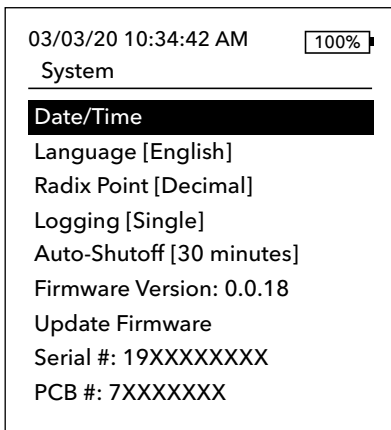 03/03/20 10:34:42 AM 100%
System
Date/Time
Language [English]
Radix Point [Decimal]
Logging [Single]
Auto-Shutoff [30 minutes]
Firmware Version: 0.0.18
Update Firmware
Serial #: 19XXXXXXXX
PCB #: 7XXXXXXX